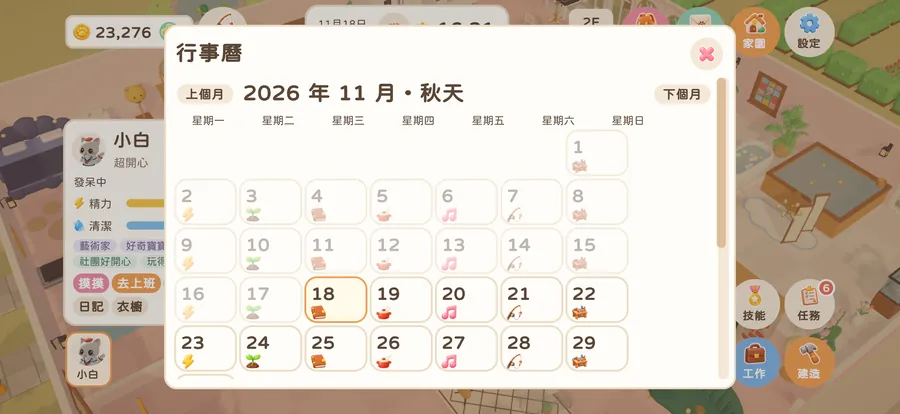 23,276
11月18日
2F
家園
設定
行事曆
上個月
2026 年 11 月・秋天
下個月
星期一 星期二 星期三 星期四 星期五 星期六 星期日
1
2 3 4 5 6 7 8
9 10 11 12 13 14 15
16 17 18 19 20 21 22
23 24 25 26 27 28 29
小白
超開心
發呆中
精力
清潔
藝術家 好奇寶寶
社團好開心 玩得
摸摸 去上班
日記 衣櫥
小白
技能
6
任務
工作
建造